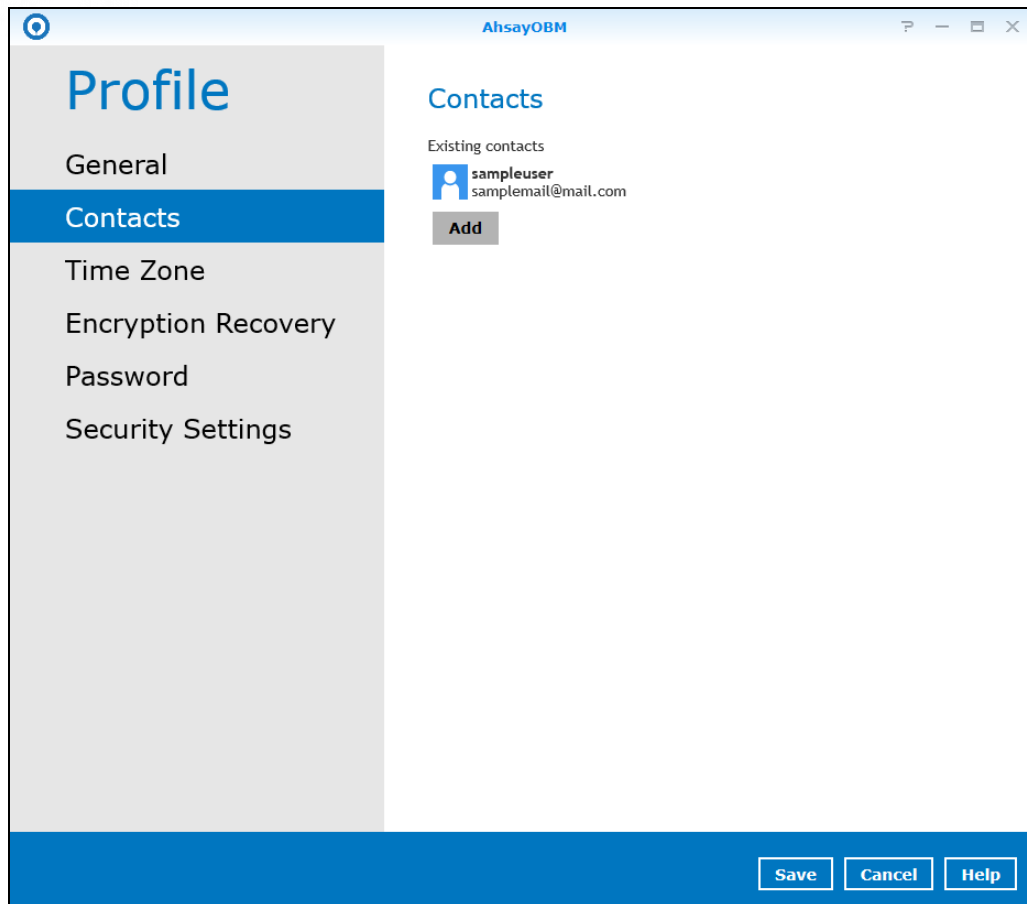 AhsayOBM
Profile
General
Contacts
Time Zone
Encryption Recovery
Password
Security Settings
Contacts
Existing contacts
sampleuser
samplemail@mail.com
Add
Save Cancel Help